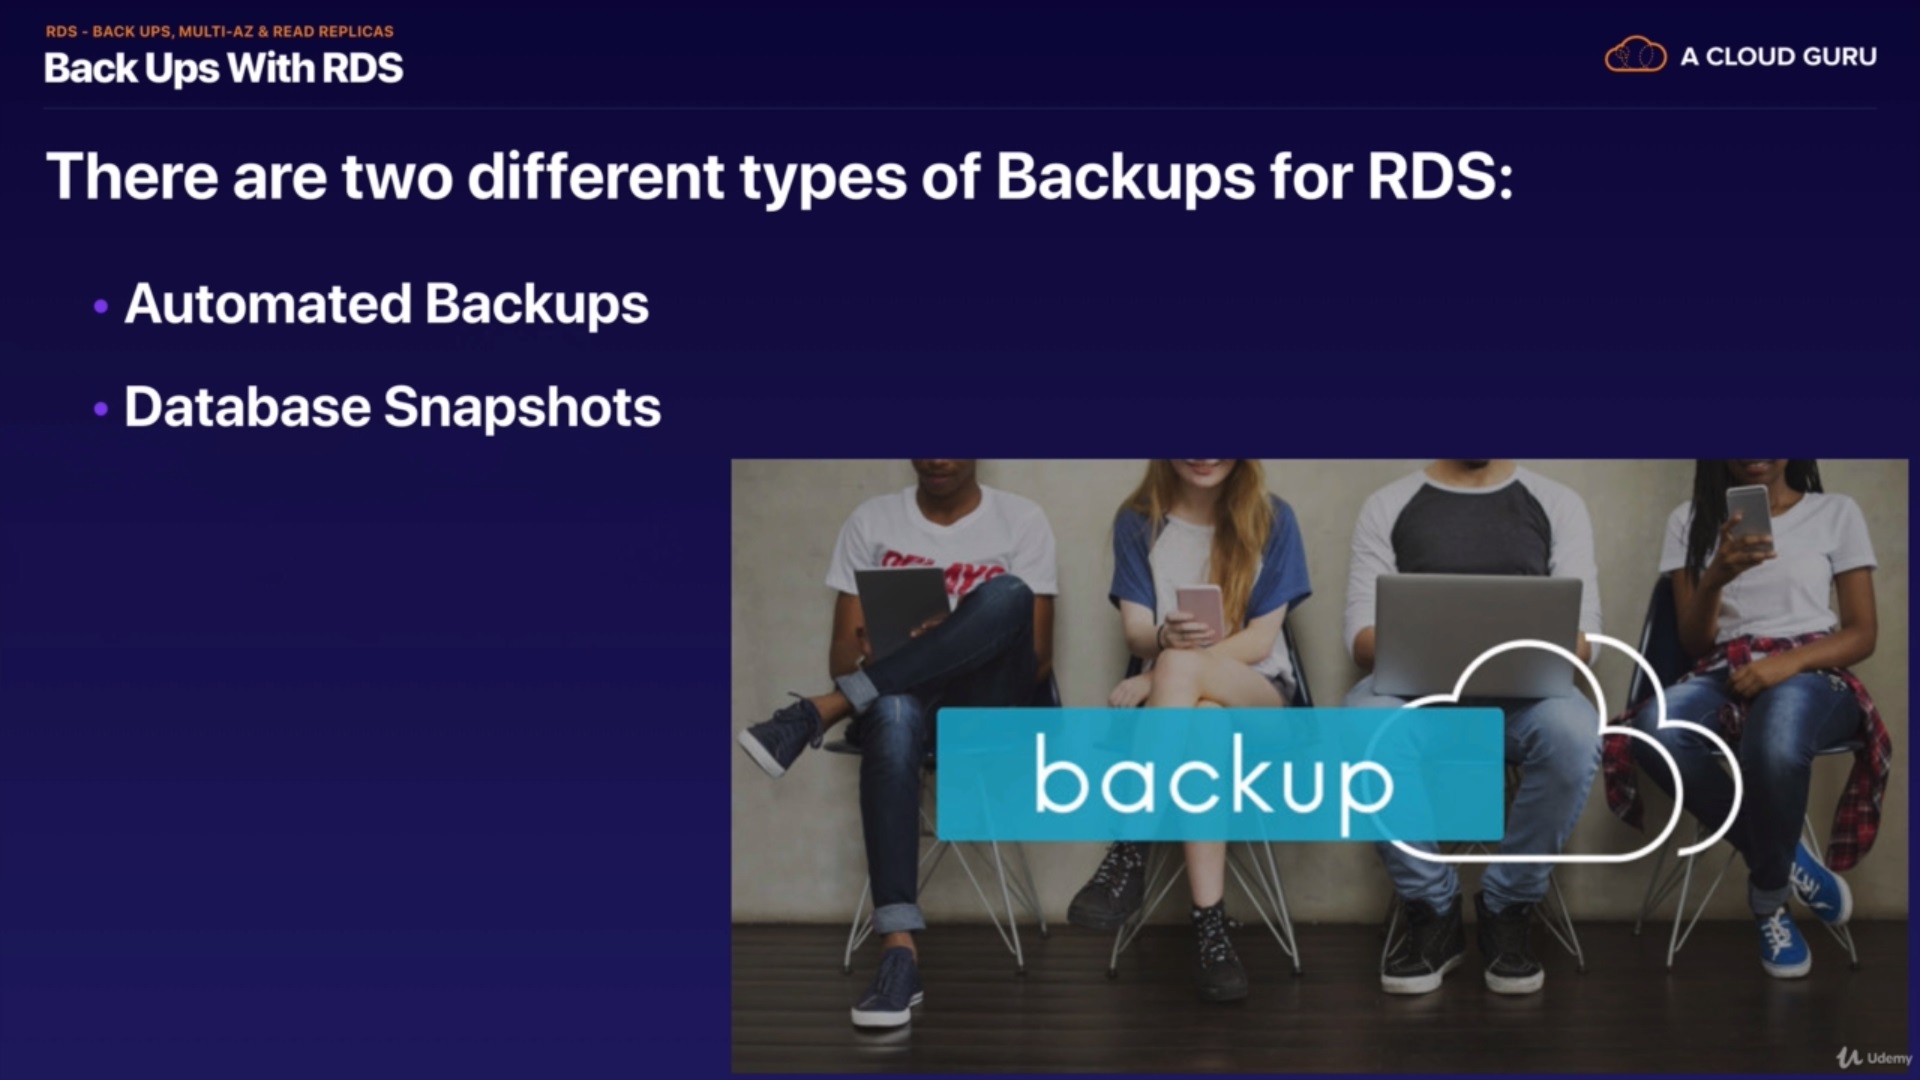 RDS - BACK UPS, MULTI-AZ & READ REPLICAS
Back Ups With RDS
A CLOUD GURU
There are two different types of Backups for RDS:
• Automated Backups
• Database Snapshots
backup
Udemy